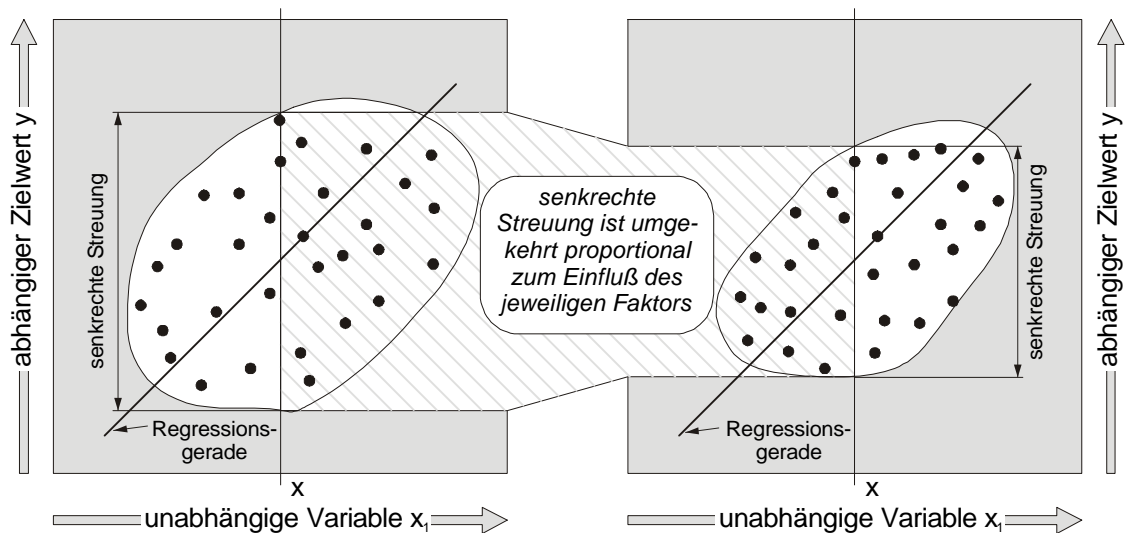 abhängiger Zielwert y
senkrechte Streuung
Regressions-
gerade
x
unabhängige Variable x₁
senkrechte
Streuung ist umge-
kehrt proportional
zum Einfluß des
jeweiligen Faktors
senkrechte Streuung
abhängiger Zielwert y
Regressions-
gerade
x
unabhängige Variable x₁